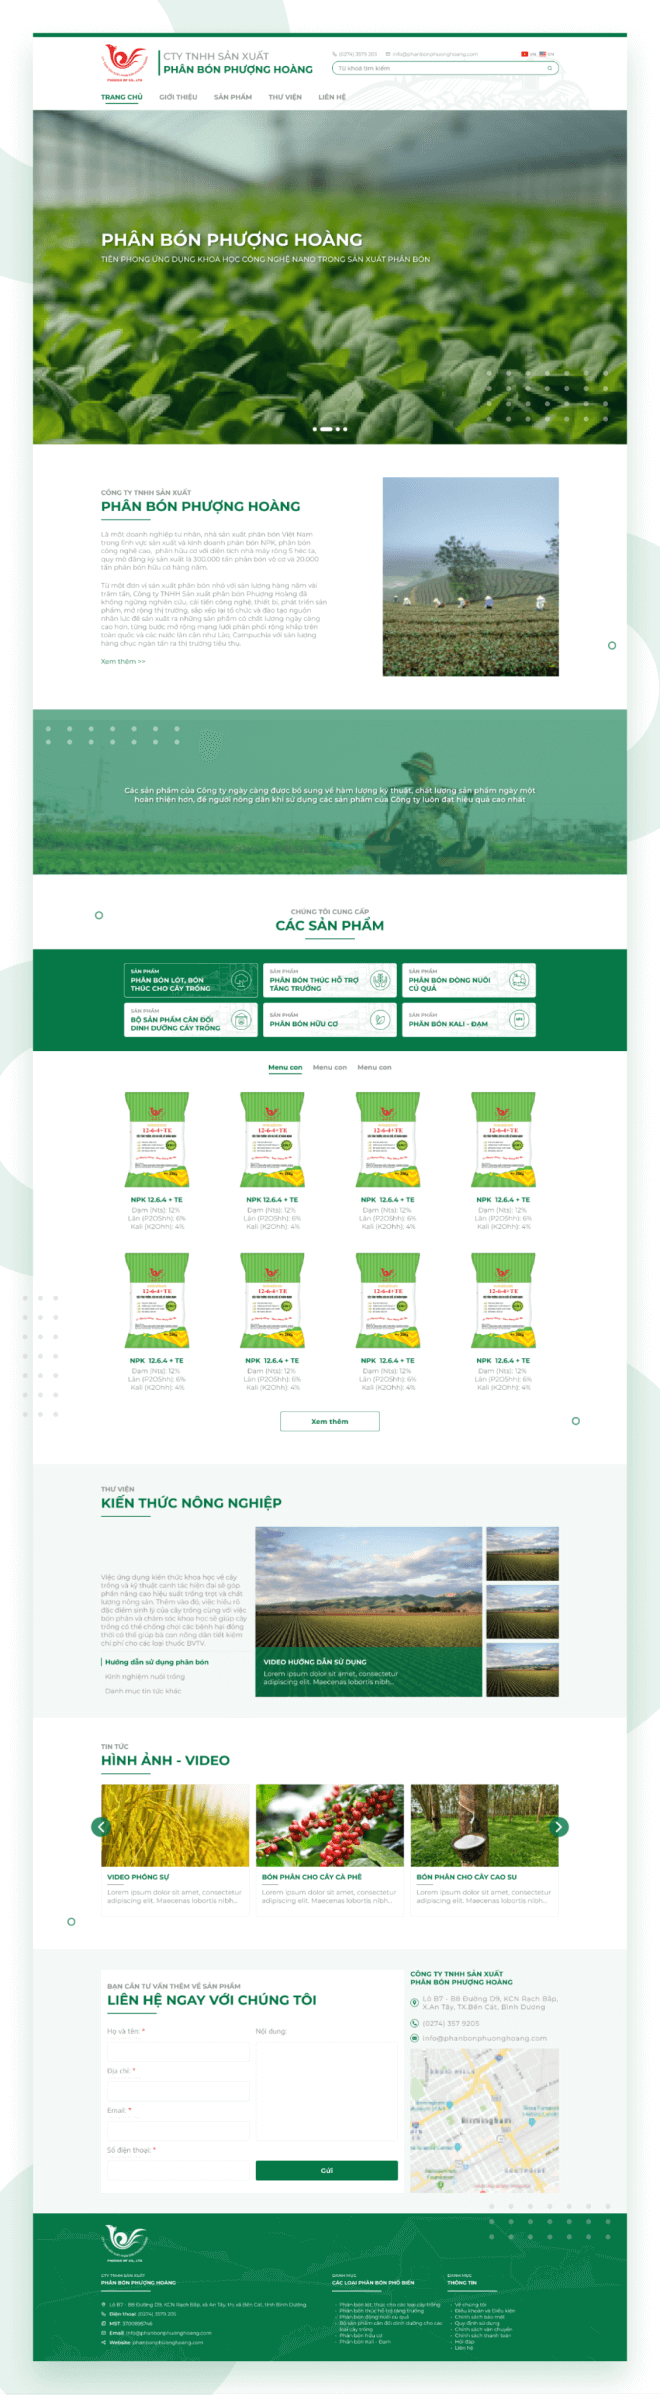 CTY TNHH SẢN XUẤT
PHÂN BÓN PHƯỢNG HOÀNG
(0274) 3579 205
info@phanbonphuonghoang.com
VN
EN
Từ khoá tìm kiếm
TRANG CHỦ
GIỚI THIỆU
SẢN PHẨM
THƯ VIỆN
LIÊN HỆ
PHÂN BÓN PHƯỢNG HOÀNG
TIÊN PHONG ỨNG DỤNG KHOA HỌC CÔNG NGHỆ NANO TRONG SẢN XUẤT PHÂN BÓN
CÔNG TY TNHH SẢN XUẤT
PHÂN BÓN PHƯỢNG HOÀNG
Là một doanh nghiệp tư nhân, nhà sản xuất phân bón Việt Nam
trong lĩnh vực sản xuất và kinh doanh phân bón NPK, phân bón
công nghệ cao, phân hữu cơ với diện tích nhà máy rộng 5 héc ta,
quy mô đăng ký sản xuất là 300.000 tấn phân bón vô cơ và 20.000
tấn phân bón hữu cơ hàng năm.
Từ một đơn vị sản xuất phân bón nhỏ với sản lượng hàng năm vài
trăm tấn, Công ty TNHH Sản xuất phân bón Phượng Hoàng đã
không ngừng nghiên cứu, cải tiến công nghệ, thiết bị, phát triển sản
phẩm, mở rộng thị trường, sắp xếp lại tổ chức và đào tạo nguồn
nhân lực để sản xuất ra những sản phẩm có chất lượng ngày càng
cao hơn, từng bước mở rộng mạng lưới phân phối rộng khắp trên
toàn quốc và các nước lân cận như Lào, Campuchia với sản lượng
hàng chục ngàn tấn ra thị trường tiêu thụ.
Xem thêm >>
Các sản phẩm của Công ty ngày càng được bổ sung về hàm lượng kỹ thuật, chất lượng sản phẩm ngày một
hoàn thiện hơn, để người nông dân khi sử dụng các sản phẩm của Công ty luôn đạt hiệu quả cao nhất
CHÚNG TÔI CUNG CẤP
CÁC SẢN PHẨM
SẢN PHẨM
PHÂN BÓN LÓT, BÓN
THÚC CHO CÂY TRỒNG
SẢN PHẨM
PHÂN BÓN THÚC HỖ TRỢ
TĂNG TRƯỞNG
SẢN PHẨM
PHÂN BÓN ĐÒNG NUÔI
CỦ QUẢ
SẢN PHẨM
BỘ SẢN PHẨM CÂN ĐỐI
DINH DƯỠNG CÂY TRỒNG
SẢN PHẨM
PHÂN BÓN HỮU CƠ
SẢN PHẨM
PHÂN BÓN KALI - ĐẠM
Menu con
Menu con
Menu con
12-6-4+TE
12-6-4+TE
12-6-4+TE
12-6-4+TE
NPK 12.6.4 + TE
Đạm (Nts): 12%
Lân (P2O5hh): 6%
Kali (K2Ohh): 4%
NPK 12.6.4 + TE
Đạm (Nts): 12%
Lân (P2O5hh): 6%
Kali (K2Ohh): 4%
NPK 12.6.4 + TE
Đạm (Nts): 12%
Lân (P2O5hh): 6%
Kali (K2Ohh): 4%
NPK 12.6.4 + TE
Đạm (Nts): 12%
Lân (P2O5hh): 6%
Kali (K2Ohh): 4%
12-6-4+TE
12-6-4+TE
12-6-4+TE
12-6-4+TE
NPK 12.6.4 + TE
Đạm (Nts): 12%
Lân (P2O5hh): 6%
Kali (K2Ohh): 4%
NPK 12.6.4 + TE
Đạm (Nts): 12%
Lân (P2O5hh): 6%
Kali (K2Ohh): 4%
NPK 12.6.4 + TE
Đạm (Nts): 12%
Lân (P2O5hh): 6%
Kali (K2Ohh): 4%
NPK 12.6.4 + TE
Đạm (Nts): 12%
Lân (P2O5hh): 6%
Kali (K2Ohh): 4%
Xem thêm
THƯ VIỆN
KIẾN THỨC NÔNG NGHIỆP
Việc ứng dụng kiến thức khoa học về cây
trồng và kỹ thuật canh tác hiện đại sẽ góp
phần nâng cao hiệu suất trồng trọt và chất
lượng nông sản. Thêm vào đó, việc hiểu rõ
đặc điểm sinh lý của cây trồng cùng với việc
bón phân và chăm sóc khoa học sẽ giúp cây
trồng có thể chống chọi các bệnh hại đồng
thời có thể giúp bà con nông dân tiết kiệm
chi phí cho các loại thuốc BVTV.
Hướng dẫn sử dụng phân bón
Kinh nghiệm nuôi trồng
Danh mục tin tức khác
VIDEO HƯỚNG DẪN SỬ DỤNG
Lorem ipsum dolor sit amet, consectetur
adipiscing elit. Maecenas lobortis nibh...
TIN TỨC
HÌNH ẢNH - VIDEO
VIDEO PHÓNG SỰ
Lorem ipsum dolor sit amet, consectetur
adipiscing elit. Maecenas lobortis nibh...
BÓN PHÂN CHO CÂY CÀ PHÊ
Lorem ipsum dolor sit amet, consectetur
adipiscing elit. Maecenas lobortis nibh...
BÓN PHÂN CHO CÂY CAO SU
Lorem ipsum dolor sit amet, consectetur
adipiscing elit. Maecenas lobortis nibh...
BẠN CẦN TƯ VẤN THÊM VỀ SẢN PHẨM
LIÊN HỆ NGAY VỚI CHÚNG TÔI
Họ và tên: *
Nội dung:
Địa chỉ: *
Email: *
Số điện thoại: *
Gửi
CÔNG TY TNHH SẢN XUẤT
PHÂN BÓN PHƯỢNG HOÀNG
Lô B7 - B8 Đường D9, KCN Rạch Bắp,
X.An Tây, TX.Bến Cát, Bình Dương
(0274) 357 9205
info@phanbonphuonghoang.com
Birmingham
CTY TNHH SẢN XUẤT
PHÂN BÓN PHƯỢNG HOÀNG
Lô B7 - B8 Đường D9, KCN Rạch Bắp, xã An Tây, thị xã Bến Cát, tỉnh Bình Dương
Điện thoại: (0274) 3579 205
Email: info@phanbonphuonghoang.com
Website: phanbonphuonghoang.com
DANH MỤC
CÁC LOẠI PHÂN BÓN PHỔ BIẾN
Phân bón lót, thúc cho các loại cây trồng
Phân bón thúc hỗ trợ tăng trưởng
Phân bón đòng nuôi củ quả
Bộ sản phẩm cân đối dinh dưỡng cho các
loại cây trồng
Phân bón hữu cơ
Phân bón Kali - Đạm
DANH MỤC
THÔNG TIN
Về chúng tôi
Điều khoản và Điều kiện
Chính sách bảo mật
Quy định sử dụng
Chính sách vận chuyển
Chính sách thanh toán
Hỏi đáp
Liên hệ